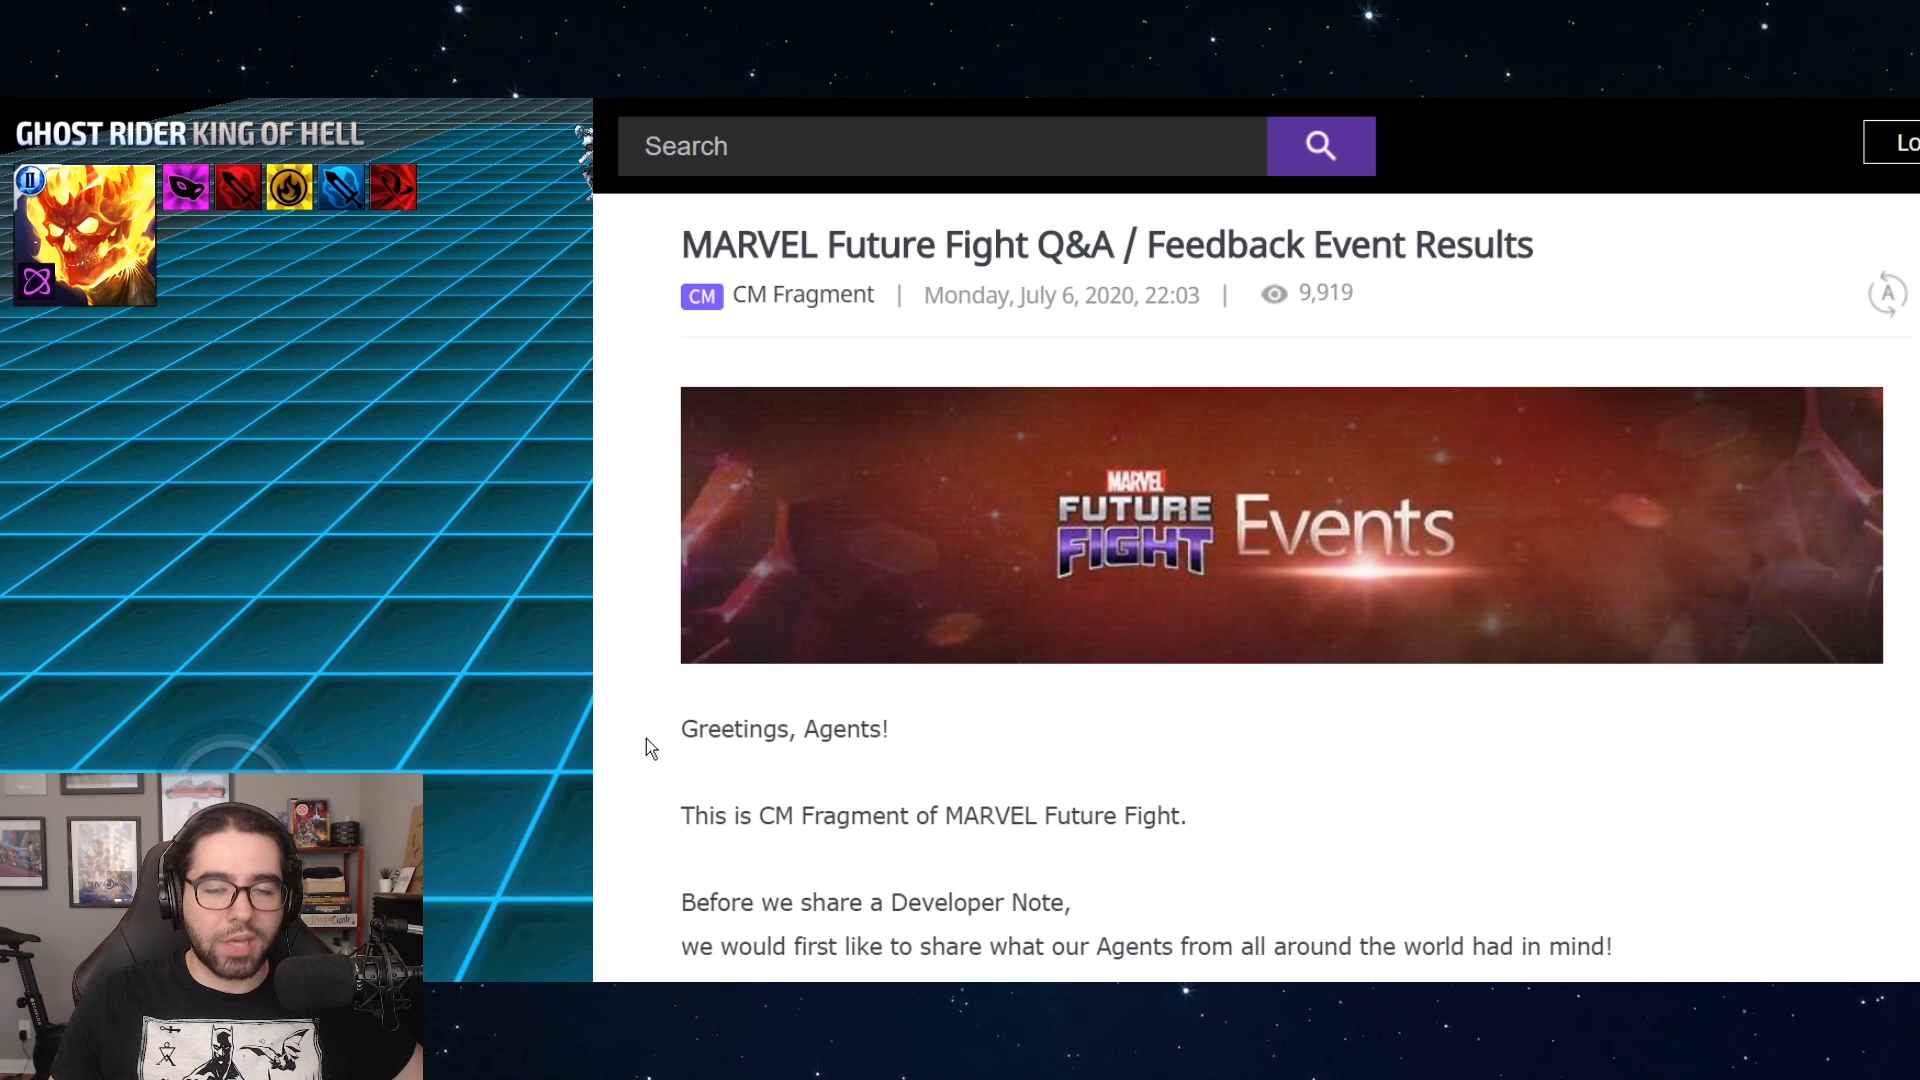 GHOST RIDER KING OF HELL
II
Search
Lo
MARVEL Future Fight Q&A / Feedback Event Results
CM CM Fragment | Monday, July 6, 2020, 22:03 | 9,919
A
MARVEL
FUTURE
FIGHT
Events
Greetings, Agents!
This is CM Fragment of MARVEL Future Fight.
Before we share a Developer Note,
we would first like to share what our Agents from all around the world had in mind!